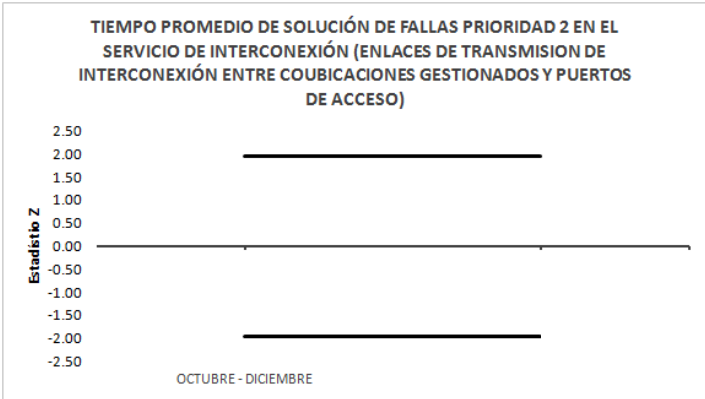 TIEMPO PROMEDIO DE SOLUCIÓN DE FALLAS PRIORIDAD 2 EN EL
SERVICIO DE INTERCONEXIÓN (ENLACES DE TRANSMISION DE
INTERCONEXIÓN ENTRE COUBICACIONES GESTIONADOS Y PUERTOS
DE ACCESO)
Estadístio Z
2.50
2.00
1.50
1.00
0.50
0.00
-0.50
-1.00
-1.50
-2.00
-2.50
OCTUBRE - DICIEMBRE